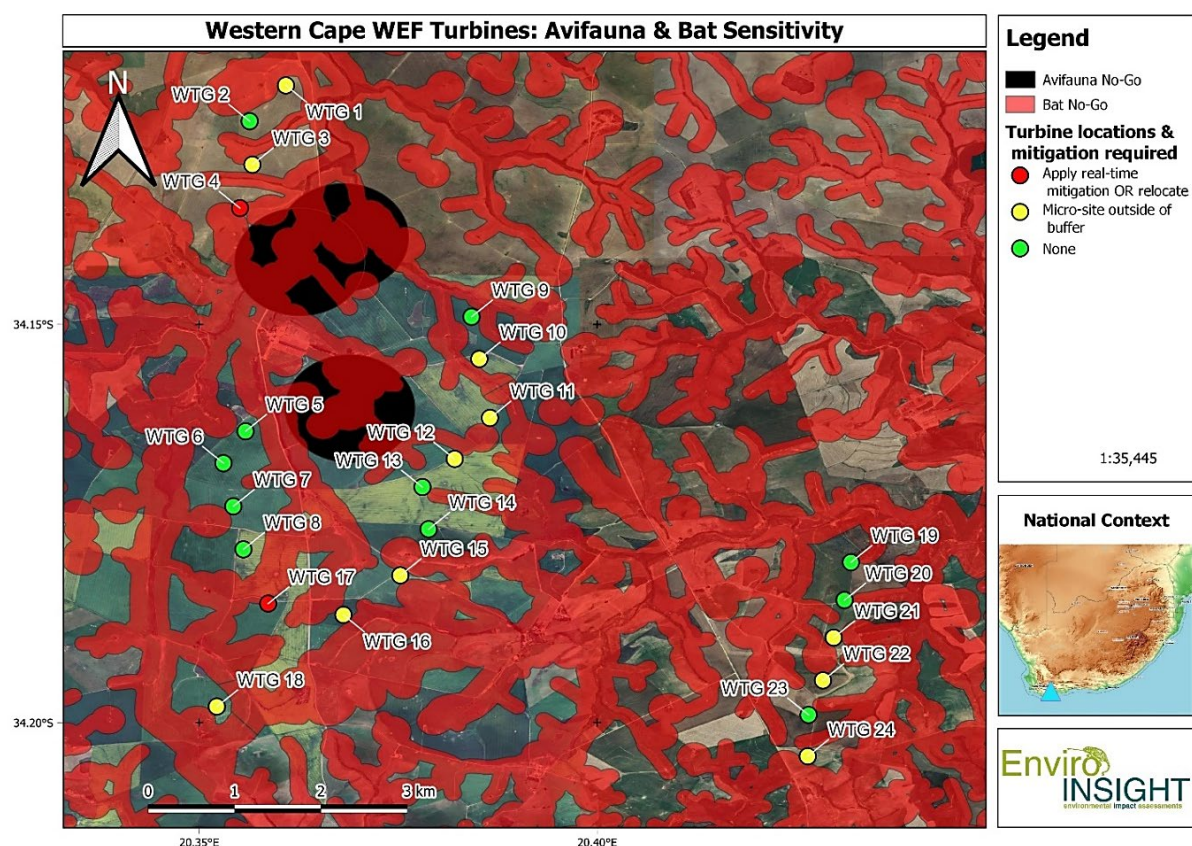 Western Cape WEF Turbines: Avifauna & Bat Sensitivity
N
WTG 1
WTG 2
WTG 3
WTG 4
WTG 9
WTG 10
WTG 11
WTG 5
WTG 12
WTG 6
WTG 13
WTG 7
WTG 14
WTG 8
WTG 15
WTG 17
WTG 16
WTG 18
WTG 19
WTG 20
WTG 21
WTG 22
WTG 23
WTG 24
34.15°S
34.20°S
0 1 2 3 km
20.35°E 20.40°E
Legend
Avifauna No-Go
Bat No-Go
Turbine locations &
mitigation required
Apply real-time
mitigation OR relocate
Micro-site outside of
buffer
None
1:35,445
National Context
Enviro
INSIGHT
environmental impact assessments